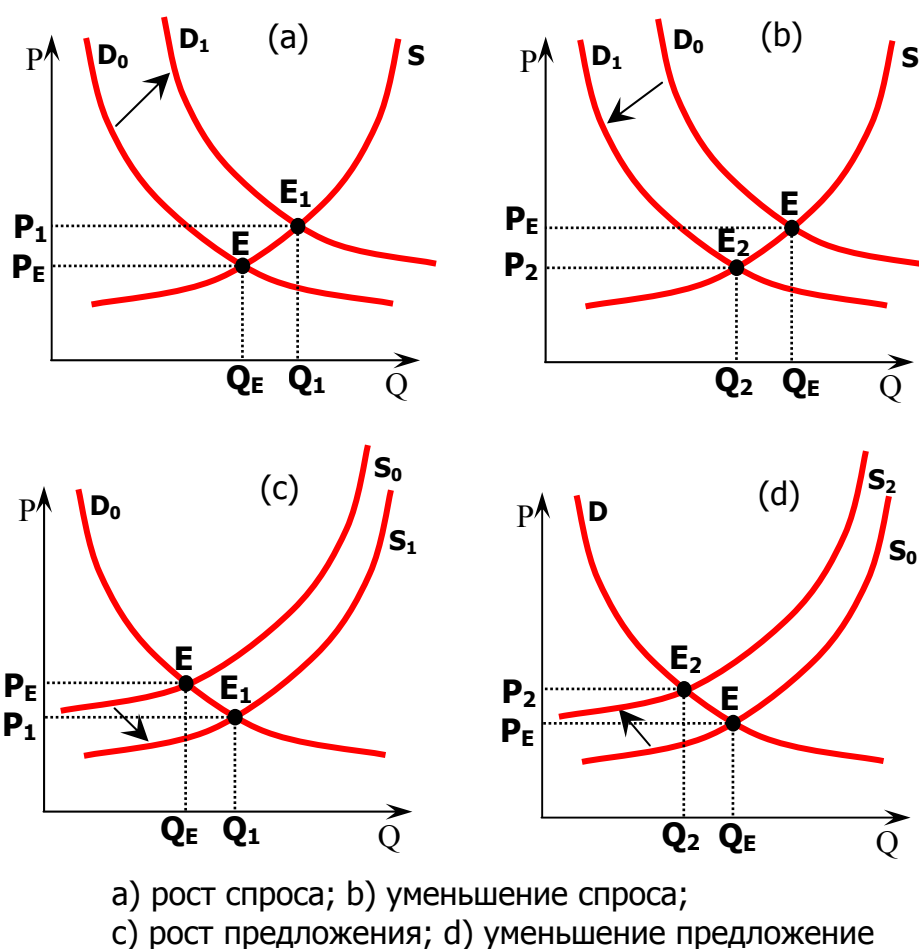 (a)
P D₀ D₁ S
E₁
P₁
E
P_E
Q_E Q₁ Q
(b)
P D₁ D₀ S
P_E E
E₂
P₂
Q₂ Q_E Q
(c)
P D₀ S₀
S₁
E
P_E
E₁
P₁
Q_E Q₁ Q
(d)
P D S₂
S₀
E₂
P₂
E
P_E
Q₂ Q_E Q
a) рост спроса; b) уменьшение спроса;
c) рост предложения; d) уменьшение предложение